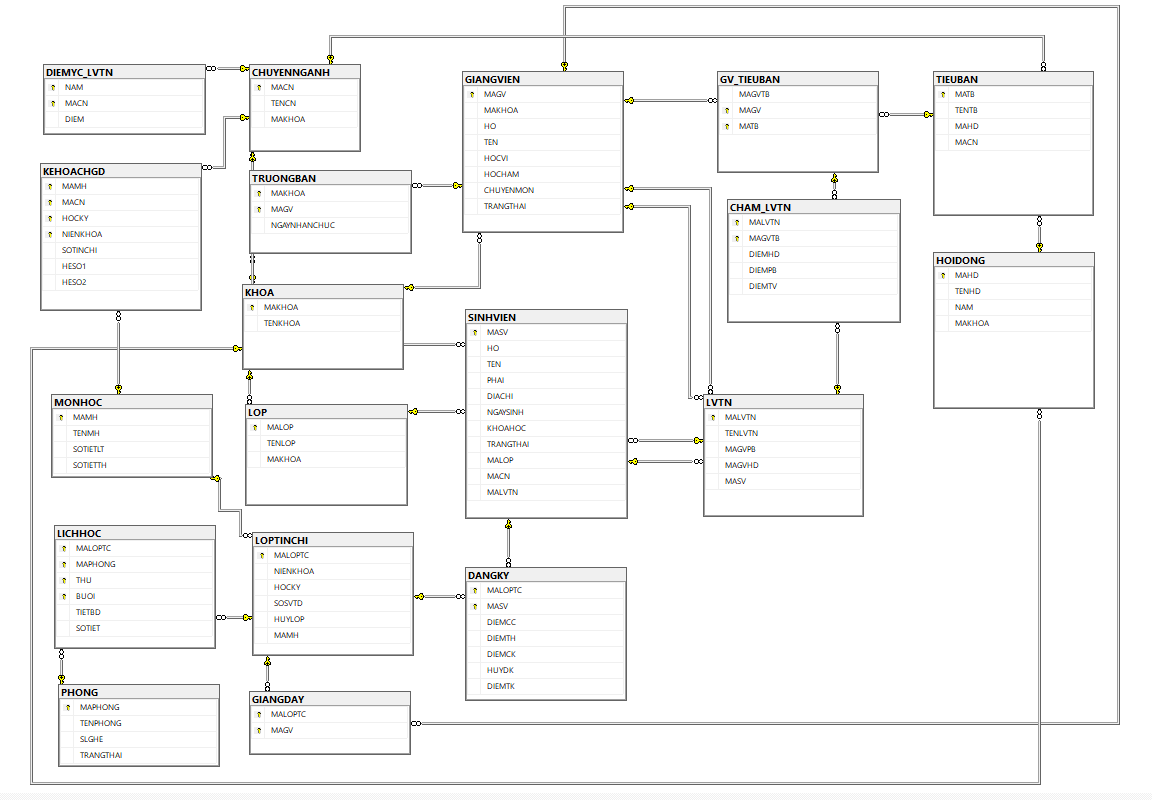 DIEMYC_LVTN
NAM
MACN
DIEM
CHUYENNGANH
MACN
TENCN
MAKHOA
GIANGVIEN
MAGV
MAKHOA
HO
TEN
HOCVI
HOCHAM
CHUYENMON
TRANGTHAI
GV_TIEUBAN
MAGVTB
MAGV
MATB
TIEUBAN
MATB
TENTB
MAHD
MACN
KEHOACHGD
MAMH
MACN
HOCKY
NIENKHOA
SOTINCHI
HESO1
HESO2
TRUONGBAN
MAKHOA
MAGV
NGAYNHANCHUC
CHAM_LVTN
MALVTN
MAGVTB
DIEMHD
DIEMPB
DIEMTV
HOIDONG
MAHD
TENHD
NAM
MAKHOA
KHOA
MAKHOA
TENKHOA
SINHVIEN
MASV
HO
TEN
PHAI
DIACHI
NGAYSINH
KHOAHOC
TRANGTHAI
MALOP
MACN
MALVTN
MONHOC
MAMH
TENMH
SOTIETLT
SOTIETTH
LOP
MALOP
TENLOP
MAKHOA
LVTN
MALVTN
TENLVTN
MAGVPB
MAGVHD
MASV
LICHHOC
MALOPTC
MAPHONG
THU
BUOI
TIETBD
SOTIET
LOPTINCHI
MALOPTC
NIENKHOA
HOCKY
SOSVTD
HUYLOP
MAMH
DANGKY
MALOPTC
MASV
DIEMCC
DIEMTH
DIEMCK
HUYDK
DIEMTK
PHONG
MAPHONG
TENPHONG
SLGHE
TRANGTHAI
GIANGDAY
MALOPTC
MAGV